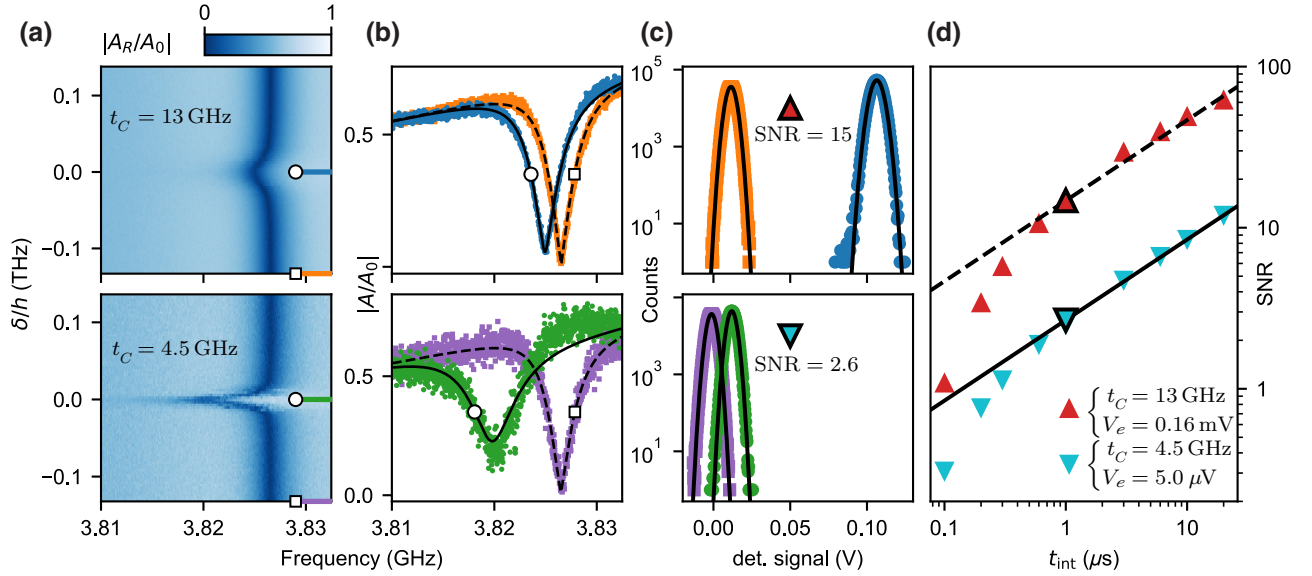 (a)
0
1
|A_R/A_0|
t_C = 13 GHz
0.1
0.0
−0.1
t_C = 4.5 GHz
0.1
0.0
−0.1
δ/h (THz)
3.81
3.82
3.83
(b)
0.5
|A/A_0|
0.5
0.0
3.81
3.82
3.83
Frequency (GHz)
(c)
10^5
10^3
10^1
SNR = 15
Counts
10^3
10^1
SNR = 2.6
0.00
0.05
0.10
det. signal (V)
(d)
100
10
1
SNR
t_C = 13 GHz
V_e = 0.16 mV
t_C = 4.5 GHz
V_e = 5.0 μV
0.1
1
10
t_int (μs)